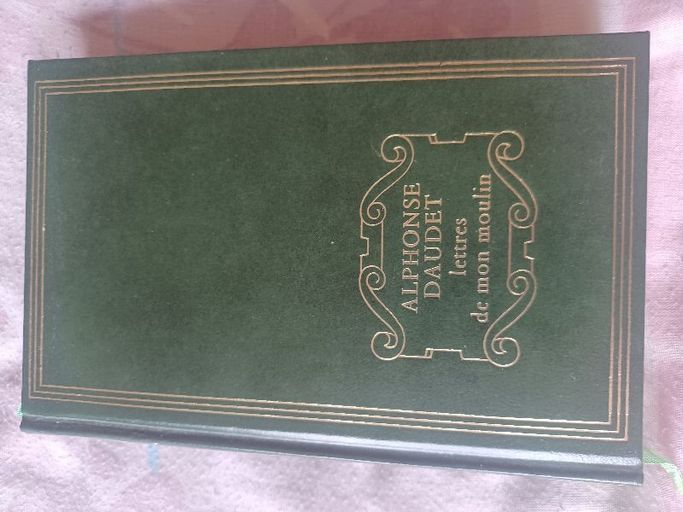 ALPHONSE
DAUDET
lettres
de mon moulin